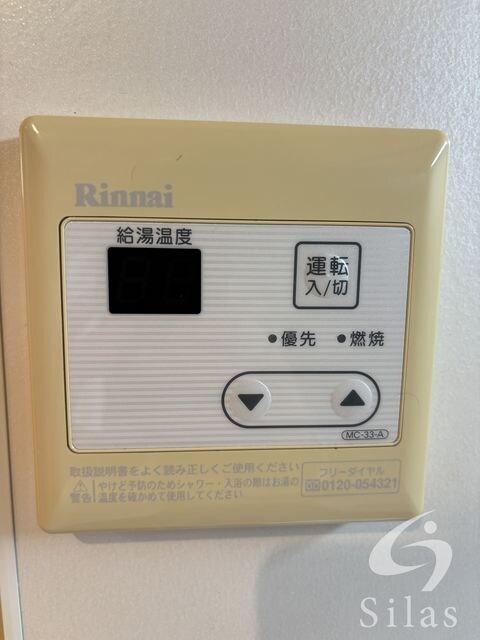 Rinnai
給湯温度
運転
入/切
優先 燃焼
▼ ▲
MC-33-A
取扱説明書をよく読み正しくご使用ください
警告 やけど予防のためシャワー・入浴の際はお湯の
温度を確かめて使用してください
フリーダイヤル
0120-054321
Silas